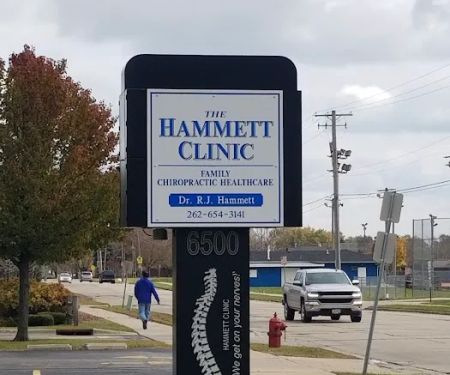 THE
HAMMETT
CLINIC
FAMILY
CHIROPRACTIC HEALTHCARE
Dr. R.J. Hammett
262-654-3141
6500
HAMMETT CLINIC
'We get on your nerves!'